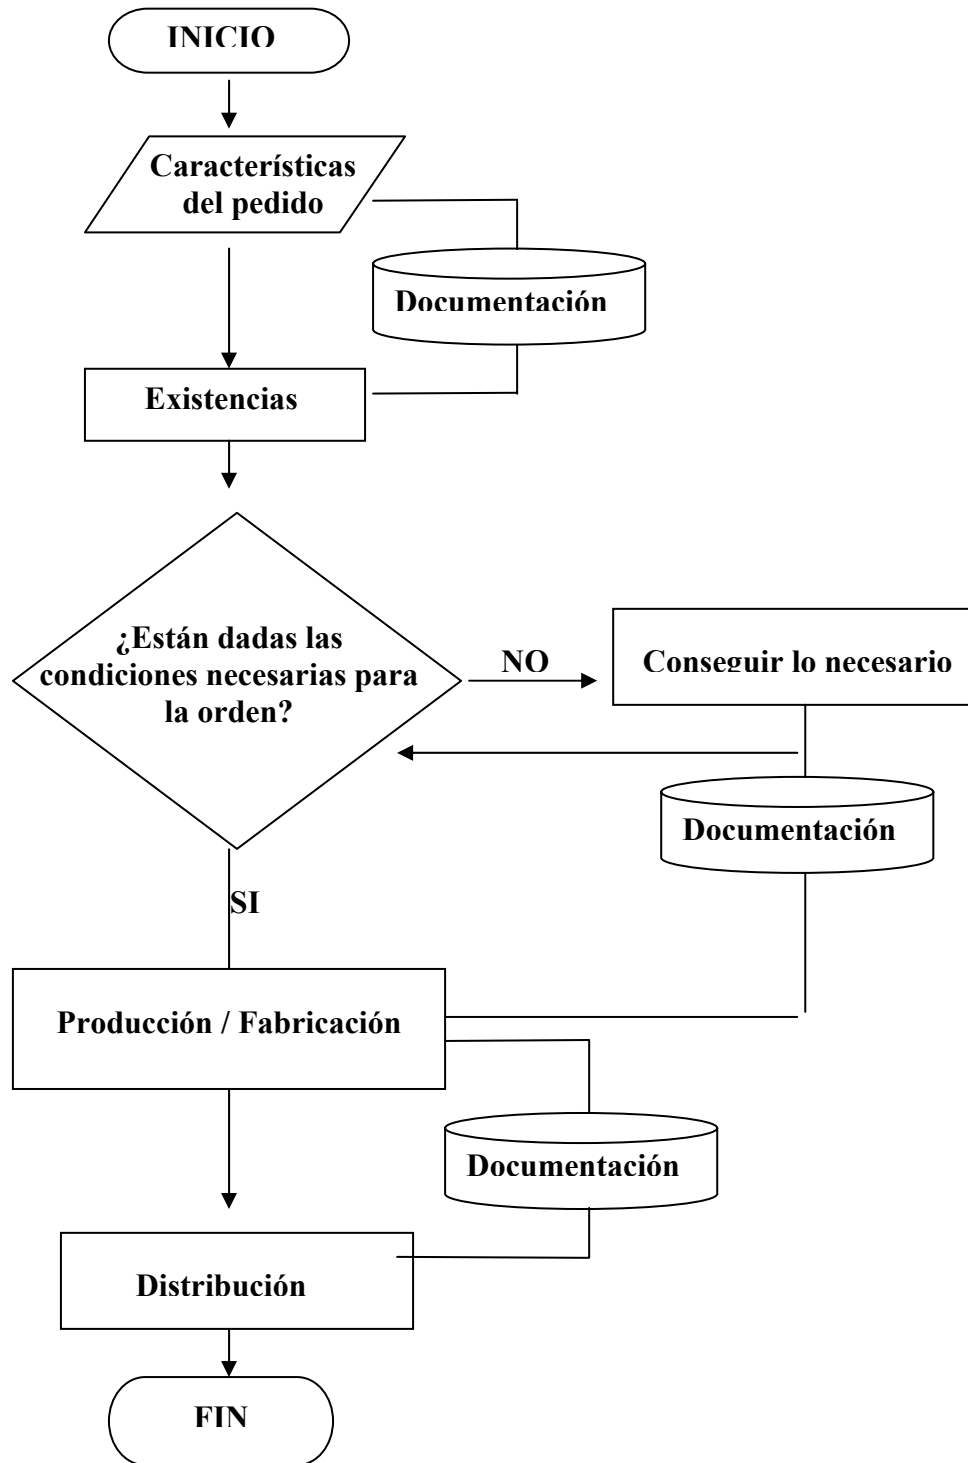 INICIO
Características
del pedido
Documentación
Existencias
¿Están dadas las
condiciones necesarias para
la orden?
NO
Conseguir lo necesario
Documentación
SI
Producción / Fabricación
Documentación
Distribución
FIN